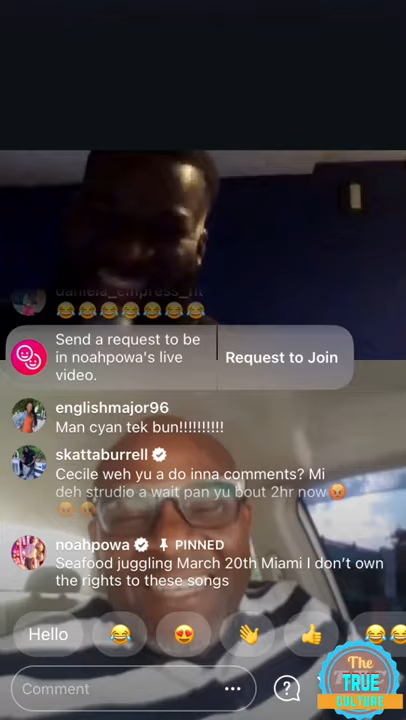 daniela_empress_nt
😂😂😂😂😂😂😂😂
Send a request to be
in noahpowa's live
video.
Request to Join
englishmajor96
Man cyan tek bun!!!!!!!!!!
skattaburrell
Cecile weh yu a do inna comments? Mi
deh strudio a wait pan yu bout 2hr now😡
😡😡
noahpowa PINNED
Seafood juggling March 20th Miami I don't own
the rights to these songs
Hello 😂 😍 👋 👍 😂😂
Comment
The
TRUE
CULTURE